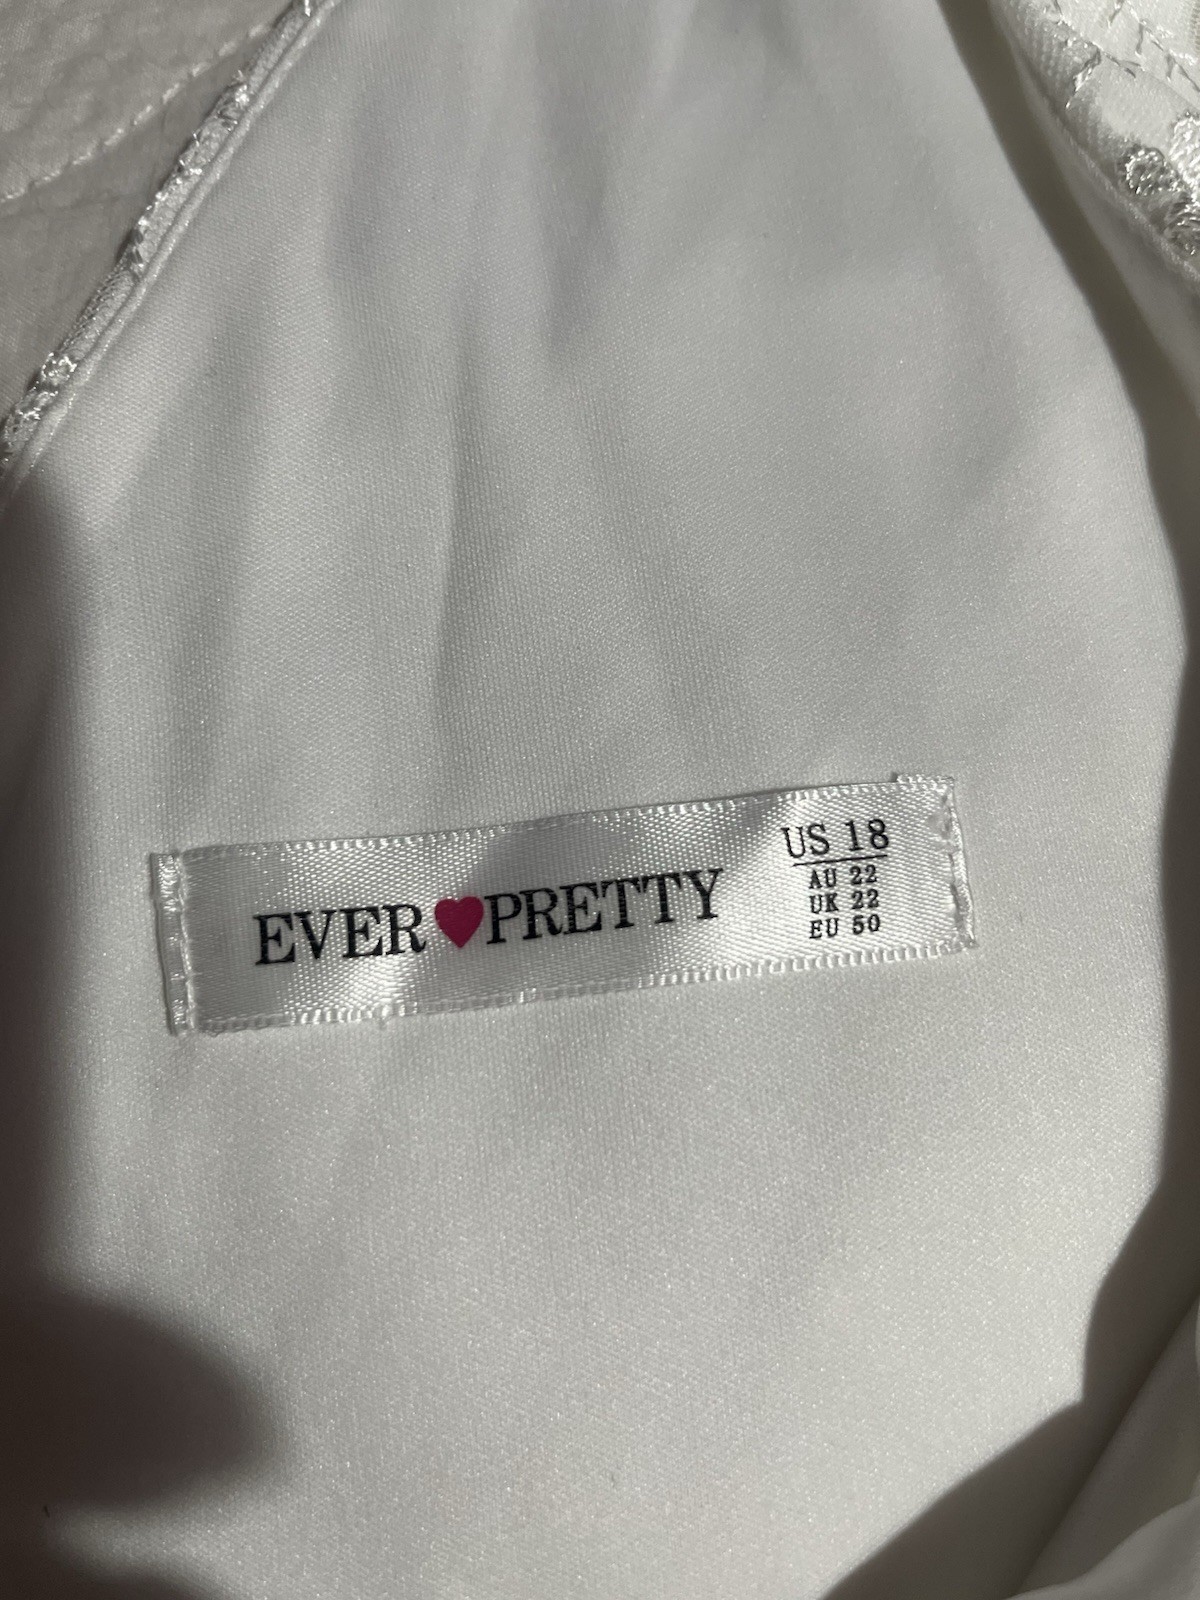 EVER♥PRETTY
US 18
AU 22
UK 22
EU 50